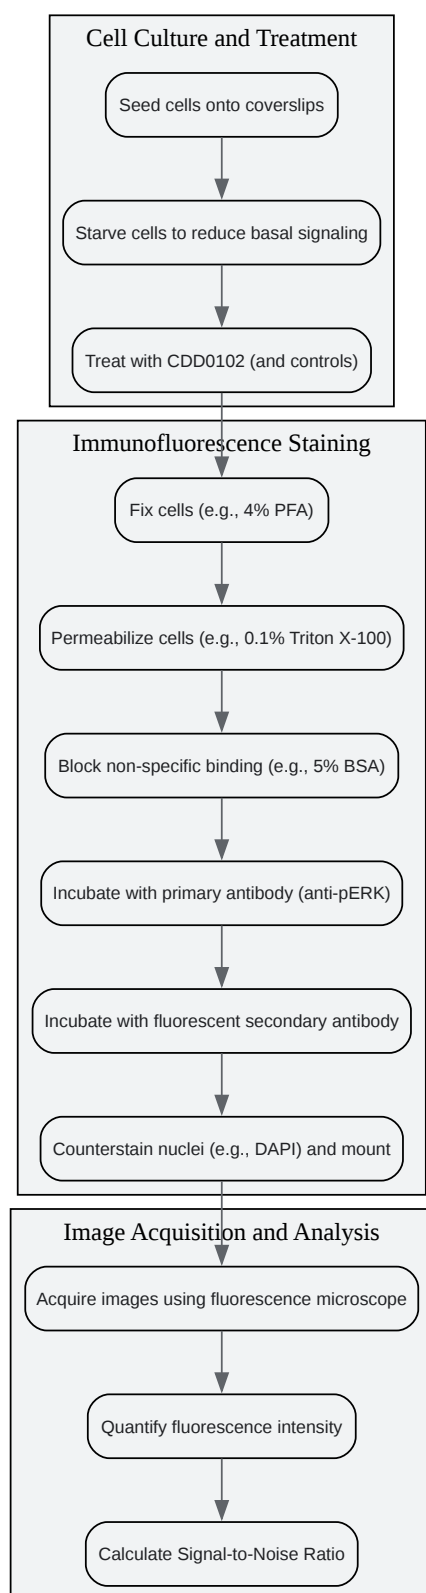 Cell Culture and Treatment
Seed cells onto coverslips
Starve cells to reduce basal signaling
Treat with CDD0102 (and controls)
Immunofluorescence Staining
Fix cells (e.g., 4% PFA)
Permeabilize cells (e.g., 0.1% Triton X-100)
Block non-specific binding (e.g., 5% BSA)
Incubate with primary antibody (anti-pERK)
Incubate with fluorescent secondary antibody
Counterstain nuclei (e.g., DAPI) and mount
Image Acquisition and Analysis
Acquire images using fluorescence microscope
Quantify fluorescence intensity
Calculate Signal-to-Noise Ratio